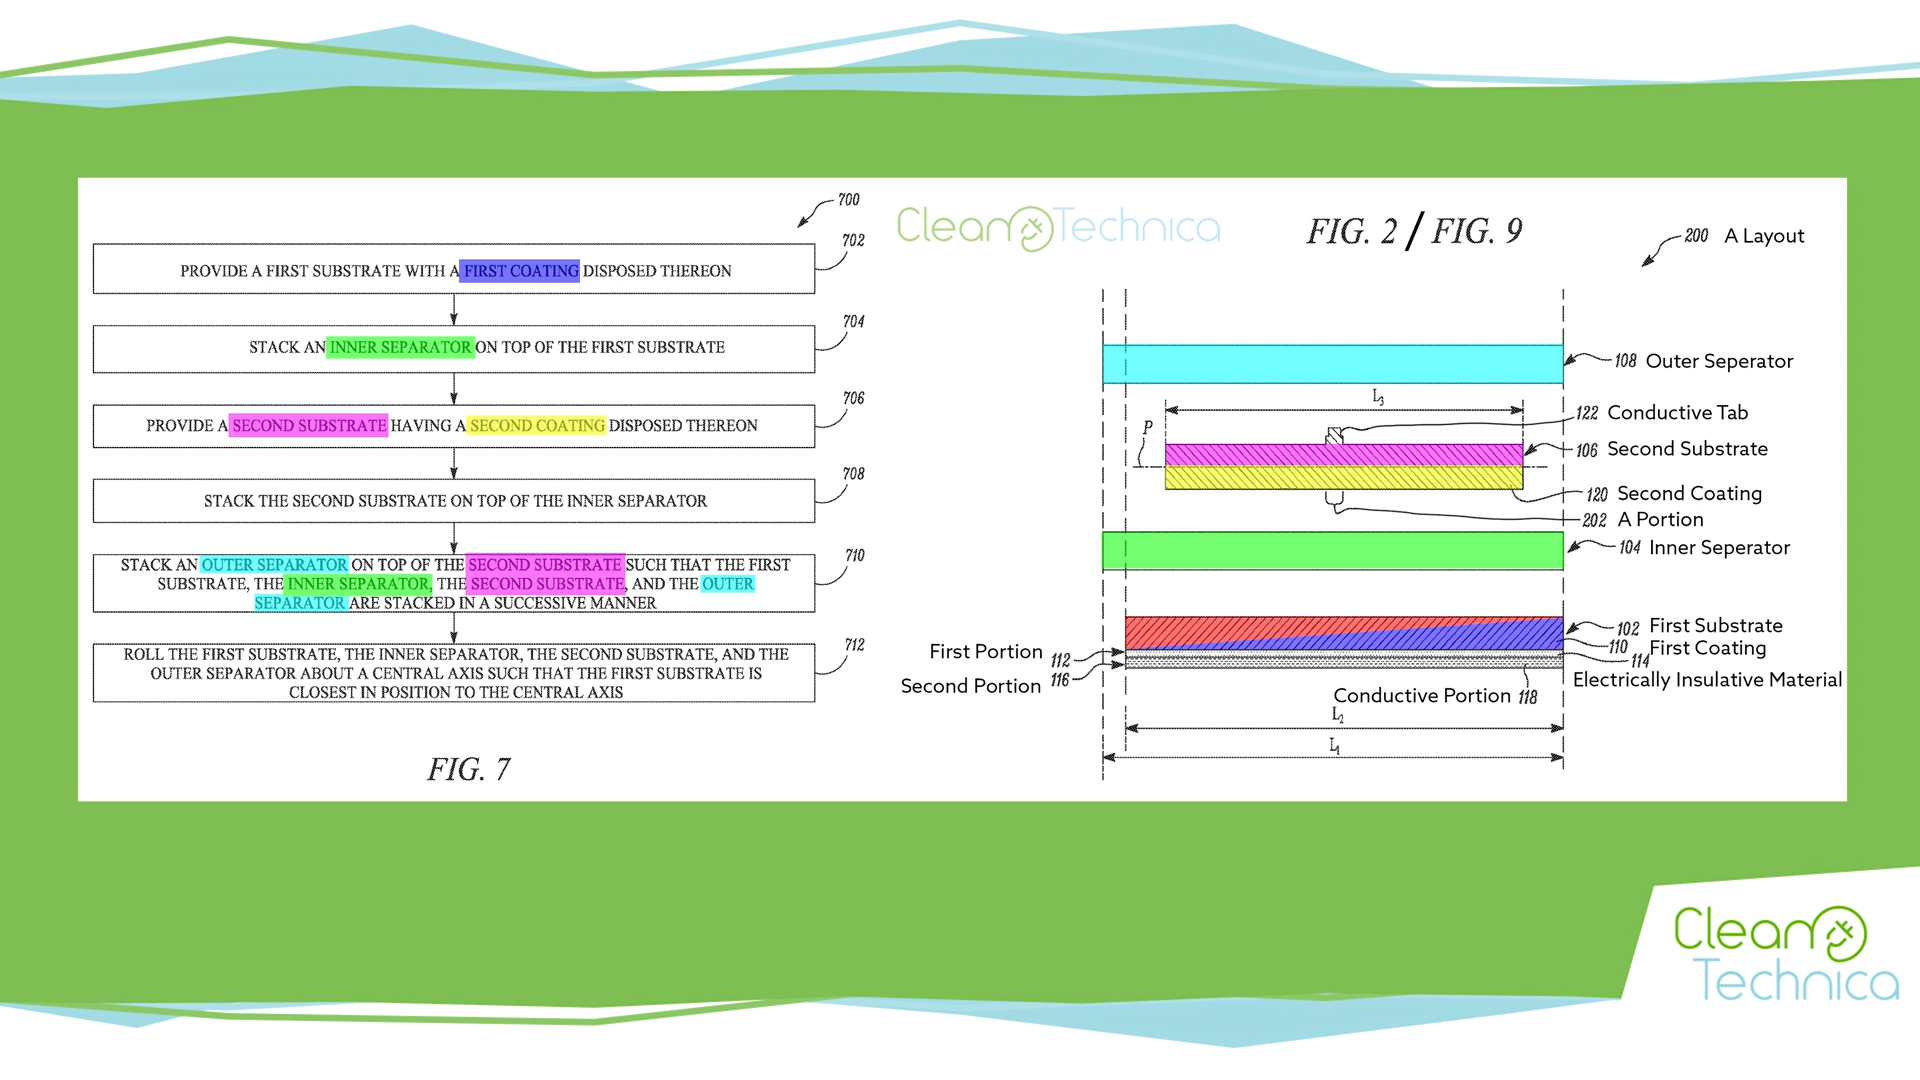 700
702
PROVIDE A FIRST SUBSTRATE WITH A FIRST COATING DISPOSED THEREON
704
STACK AN INNER SEPARATOR ON TOP OF THE FIRST SUBSTRATE
706
PROVIDE A SECOND SUBSTRATE HAVING A SECOND COATING DISPOSED THEREON
708
STACK THE SECOND SUBSTRATE ON TOP OF THE INNER SEPARATOR
710
STACK AN OUTER SEPARATOR ON TOP OF THE SECOND SUBSTRATE SUCH THAT THE FIRST
SUBSTRATE, THE INNER SEPARATOR, THE SECOND SUBSTRATE, AND THE OUTER
SEPARATOR ARE STACKED IN A SUCCESSIVE MANNER
712
ROLL THE FIRST SUBSTRATE, THE INNER SEPARATOR, THE SECOND SUBSTRATE, AND THE
OUTER SEPARATOR ABOUT A CENTRAL AXIS SUCH THAT THE FIRST SUBSTRATE IS
CLOSEST IN POSITION TO THE CENTRAL AXIS
FIG. 7
CleanTechnica
FIG. 2 / FIG. 9
200 A Layout
108 Outer Seperator
L3
122 Conductive Tab
P
106 Second Substrate
120 Second Coating
202 A Portion
104 Inner Seperator
102 First Substrate
110 First Coating
114
Electrically Insulative Material
First Portion 112
Second Portion 116
Conductive Portion 118
L2
L1
Clean
Technica